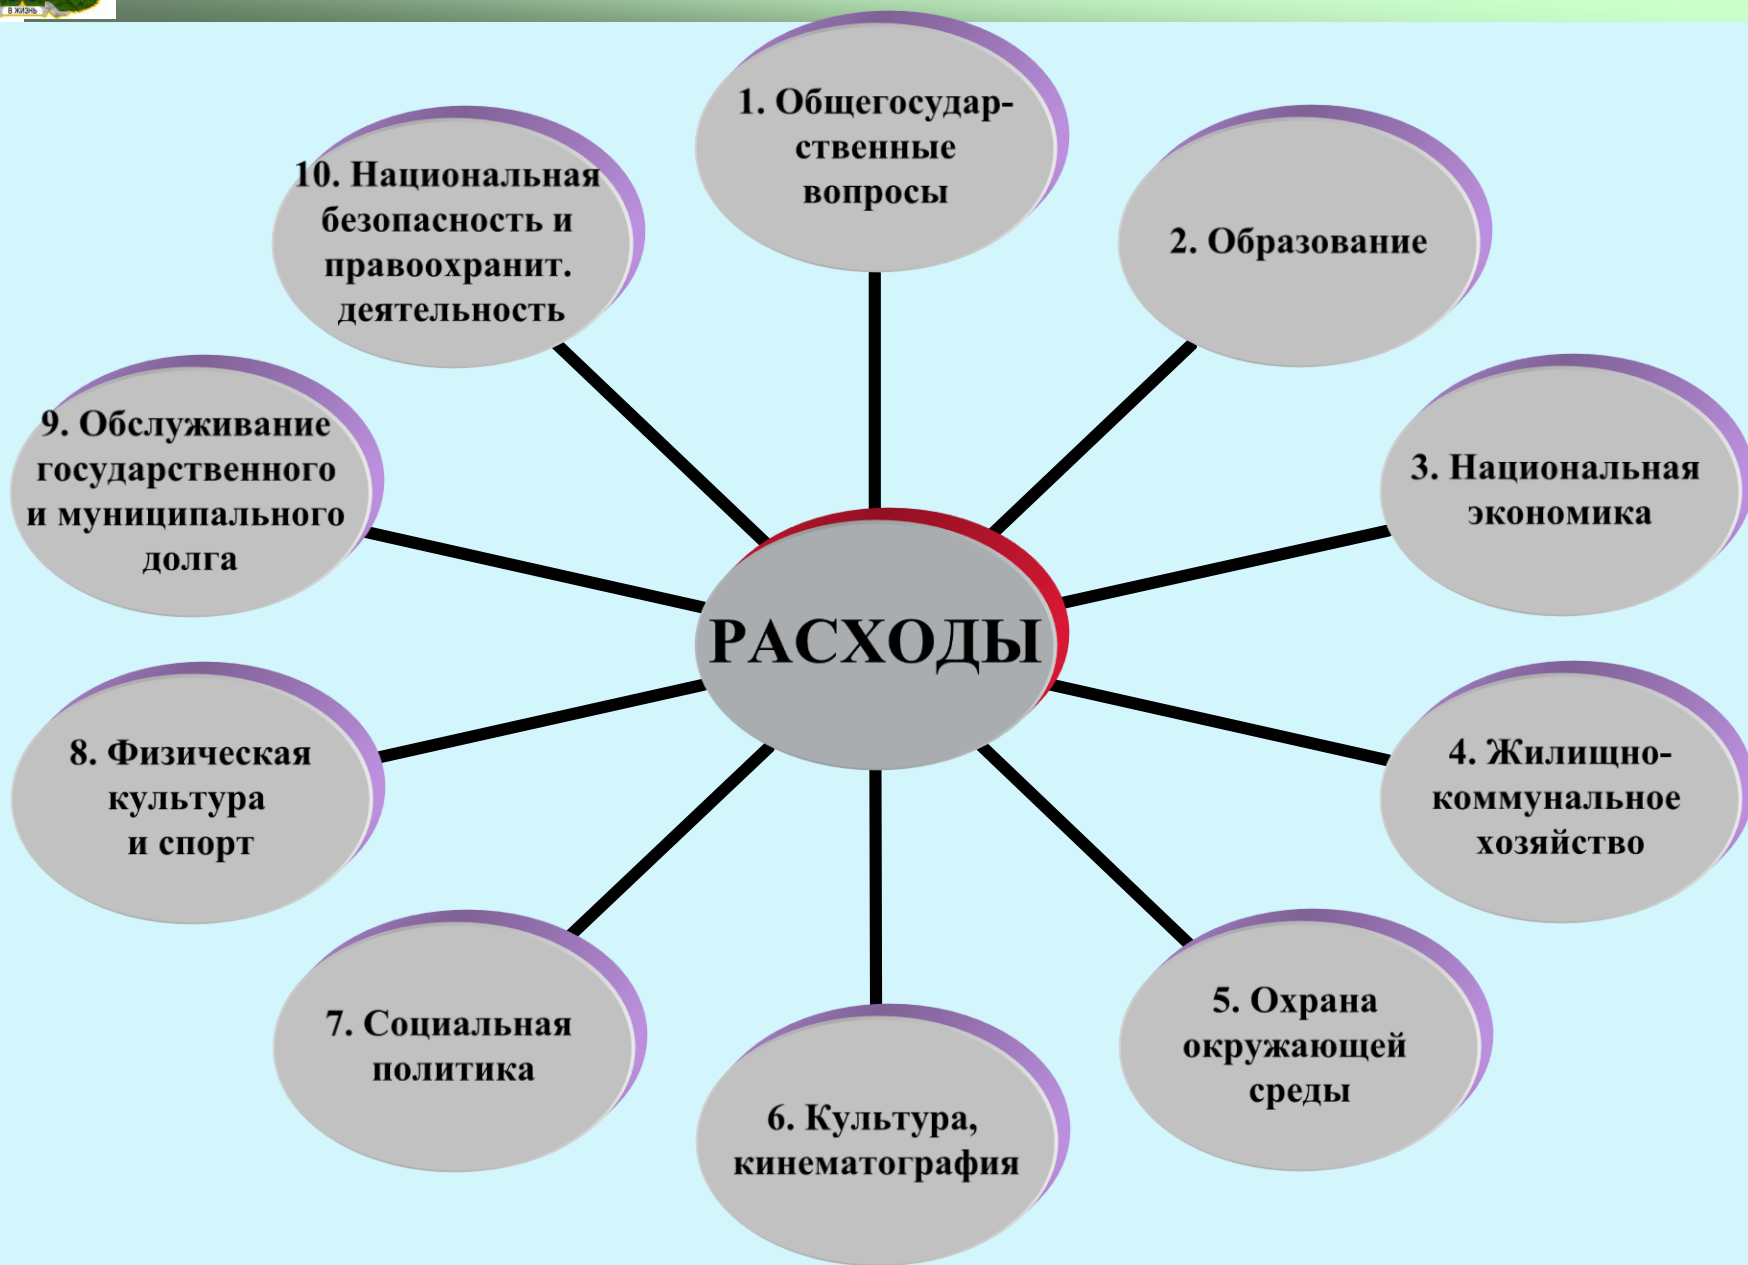 В ЖИЗНЬ
1. Общегосудар-
ственные
вопросы
2. Образование
3. Национальная
экономика
4. Жилищно-
коммунальное
хозяйство
5. Охрана
окружающей
среды
6. Культура,
кинематография
7. Социальная
политика
8. Физическая
культура
и спорт
9. Обслуживание
государственного
и муниципального
долга
10. Национальная
безопасность и
правоохранит.
деятельность
РАСХОДЫ